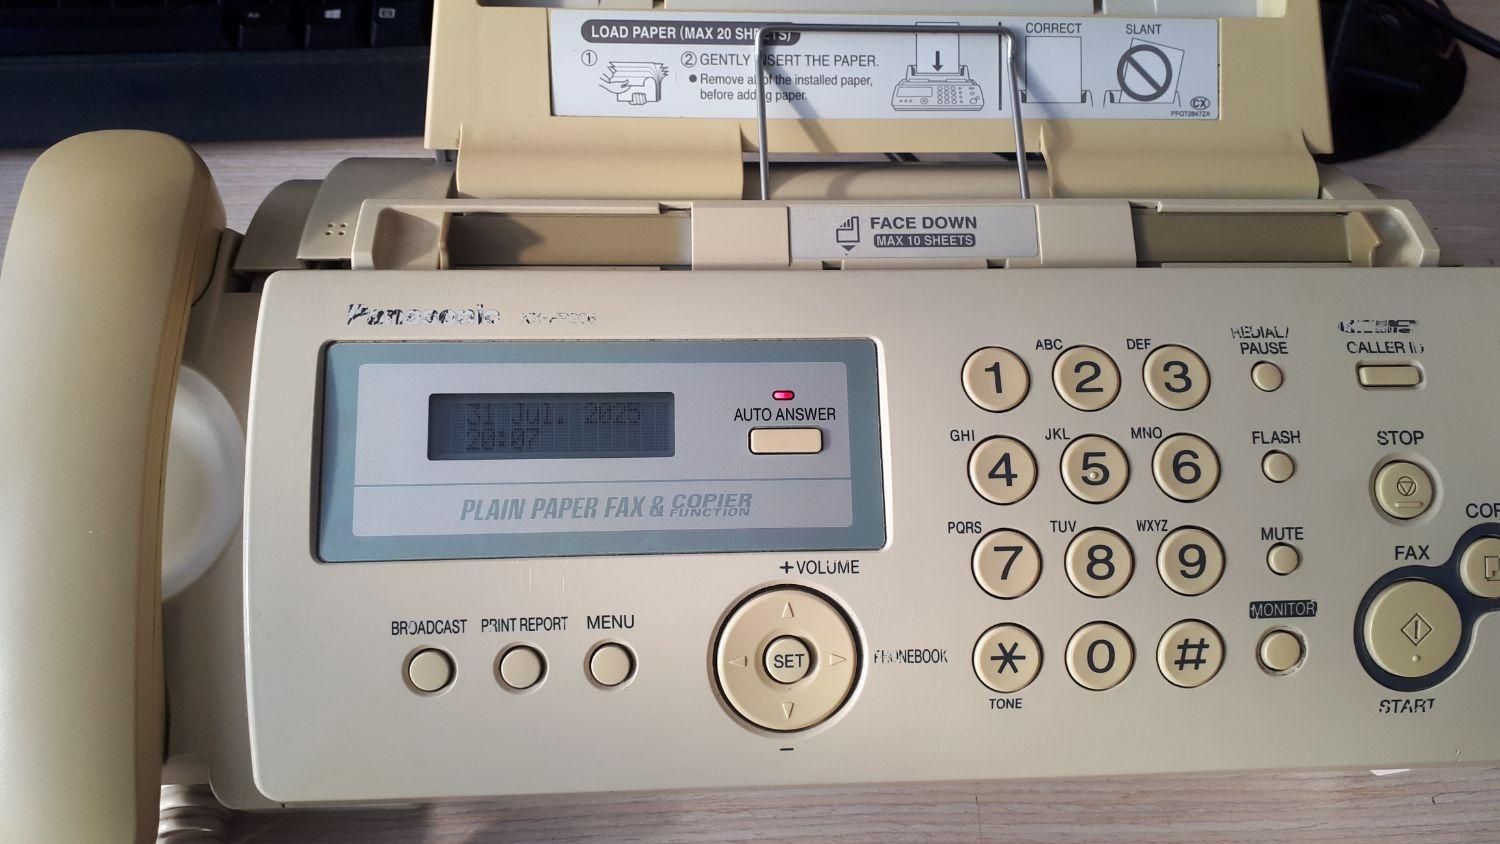 LOAD PAPER (MAX 20 SHEETS)
① ② GENTLY INSERT THE PAPER.
● Remove all of the installed paper,
before adding paper.
CORRECT
SLANT
CX
PFQT2847ZA
FACE DOWN
MAX 10 SHEETS
Panasonic
31 Jul. 2025
20:07
AUTO ANSWER
PLAIN PAPER FAX & COPIER
FUNCTION
BROADCAST
PRINT REPORT
MENU
+ VOLUME
SET
−
PHONEBOOK
1
ABC 2
DEF 3
GHI 4
JKL 5
MNO 6
PQRS 7
TUV 8
WXYZ 9
* 0 #
TONE
REDIAL/
PAUSE
FLASH
MUTE
MONITOR
CALLER ID
STOP
COP
FAX
START